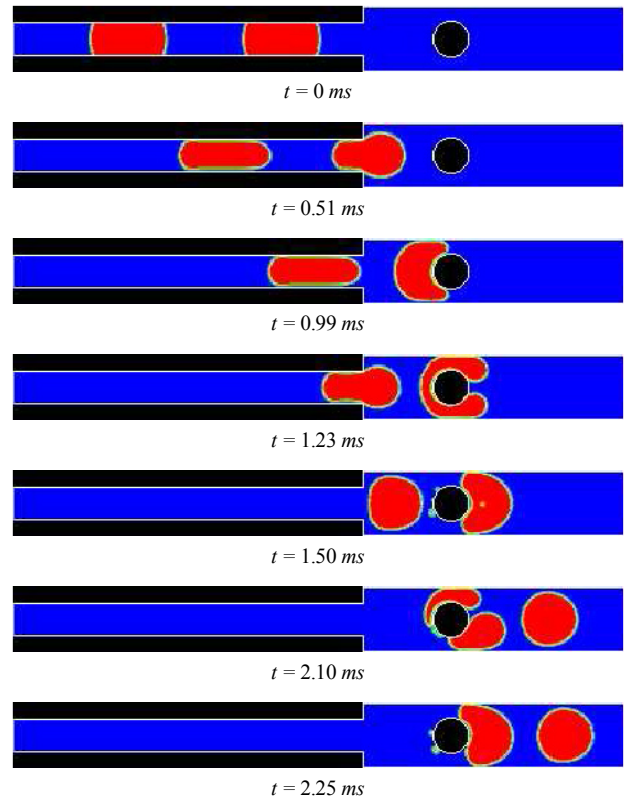 t = 0 ms
t = 0.51 ms
t = 0.99 ms
t = 1.23 ms
t = 1.50 ms
t = 2.10 ms
t = 2.25 ms